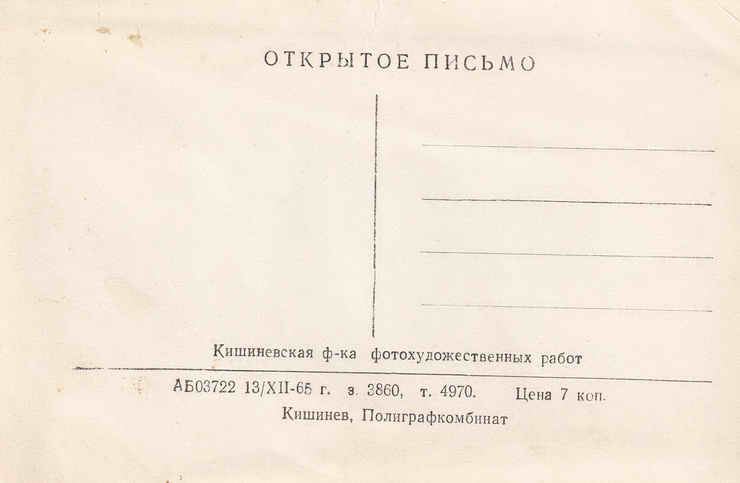 ОТКРЫТОЕ ПИСЬМО
Кишиневская ф-ка фотохудожественных работ
АБ03722 13/XII-65 г. з. 3860, т. 4970. Цена 7 коп.
Кишинев, Полиграфкомбинат